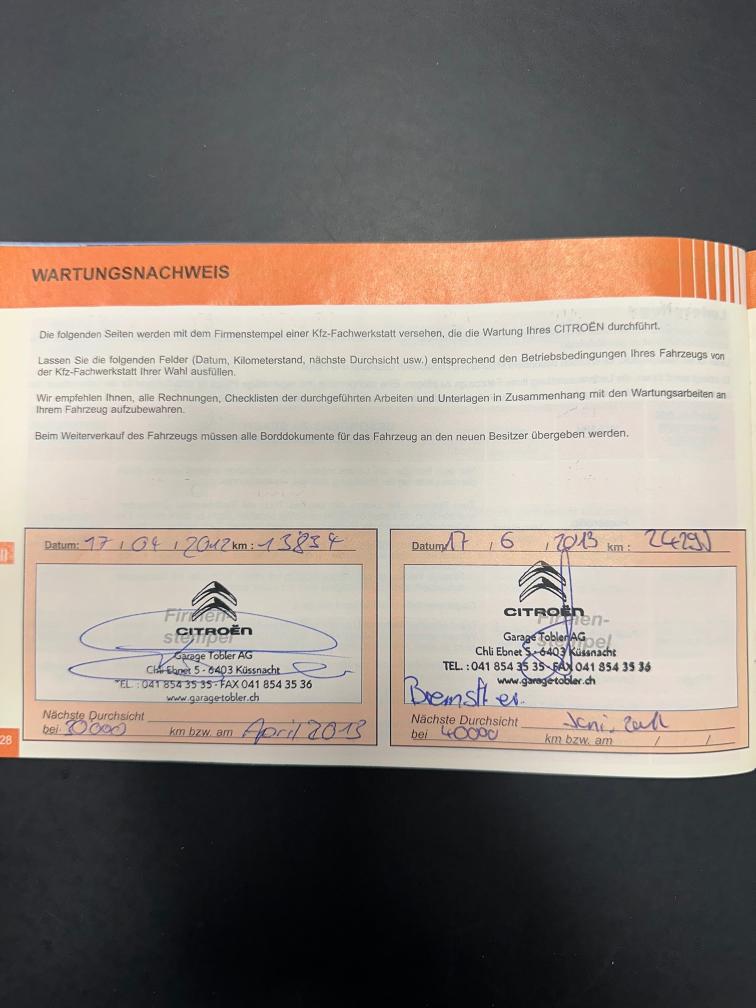 WARTUNGSNACHWEIS
Die folgenden Seiten werden mit dem Firmenstempel einer Kfz-Fachwerkstatt versehen, die die Wartung Ihres CITROËN durchführt.
Lassen Sie die folgenden Felder (Datum, Kilometerstand, nächste Durchsicht usw.) entsprechend den Betriebsbedingungen Ihres Fahrzeugs von
der Kfz-Fachwerkstatt Ihrer Wahl ausfüllen.
Wir empfehlen Ihnen, alle Rechnungen, Checklisten der durchgeführten Arbeiten und Unterlagen in Zusammenhang mit den Wartungsarbeiten an
Ihrem Fahrzeug aufzubewahren.
Beim Weiterverkauf des Fahrzeugs müssen alle Borddokumente für das Fahrzeug an den neuen Besitzer übergeben werden.
Datum: 17 / 04 / 2012 km : 13834
Firmen-
stempel
CITROËN
Garage Tobler AG
Chli Ebnet 5 - 6403 Küssnacht
TEL. : 041 854 35 35 - FAX 041 854 35 36
www.garage-tobler.ch
Nächste Durchsicht
bei 30000 km bzw. am April 2013
Datum 17 / 6 / 2013 km :
Firmen-
stempel
CITROËN
Garage Tobler AG
Chli Ebnet 5 - 6403 Küssnacht
TEL. : 041 854 35 35 - FAX 041 854 35 36
www.garage-tobler.ch
Nächste Durchsicht
bei 40000 km bzw. am / /
28